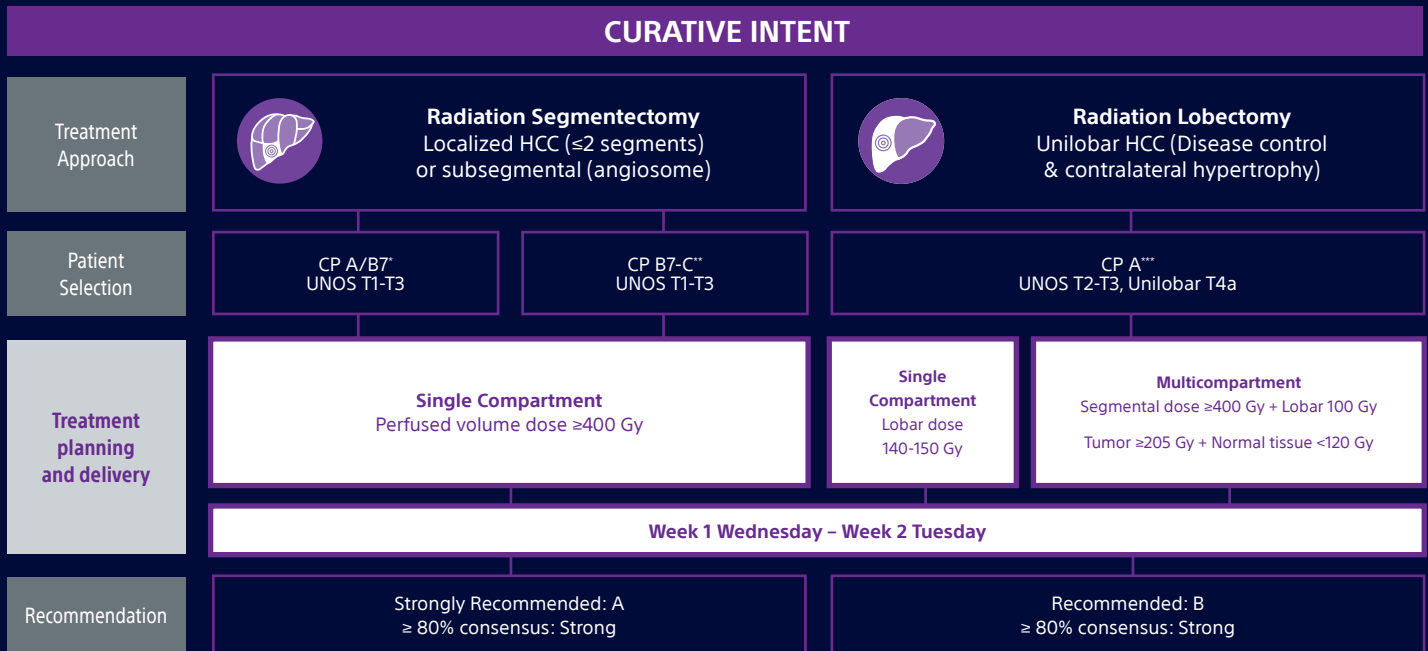 CURATIVE INTENT
Treatment
Approach
Radiation Segmentectomy
Localized HCC (≤2 segments)
or subsegmental (angiosome)
Radiation Lobectomy
Unilobar HCC (Disease control
& contralateral hypertrophy)
Patient
Selection
CP A/B7*
UNOS T1-T3
CP B7-C**
UNOS T1-T3
CP A***
UNOS T2-T3, Unilobar T4a
Treatment
planning
and delivery
Single Compartment
Perfused volume dose ≥400 Gy
Single
Compartment
Lobar dose
140-150 Gy
Multicompartment
Segmental dose ≥400 Gy + Lobar 100 Gy
Tumor ≥205 Gy + Normal tissue <120 Gy
Week 1 Wednesday – Week 2 Tuesday
Recommendation
Strongly Recommended: A
≥ 80% consensus: Strong
Recommended: B
≥ 80% consensus: Strong